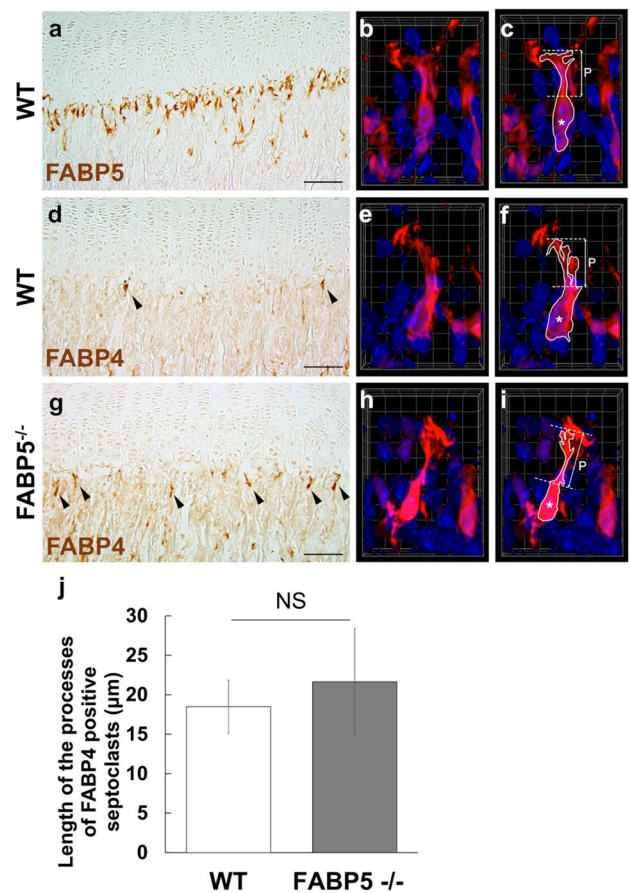 a
b
c
WT
P
*
FABP5
d
e
f
WT
P
*
FABP4
g
h
i
FABP5-/-
P
*
FABP4
j
NS
30
25
20
15
10
5
0
Length of the processes
of FABP4 positive
septoclasts (μm)
WT
FABP5 -/-